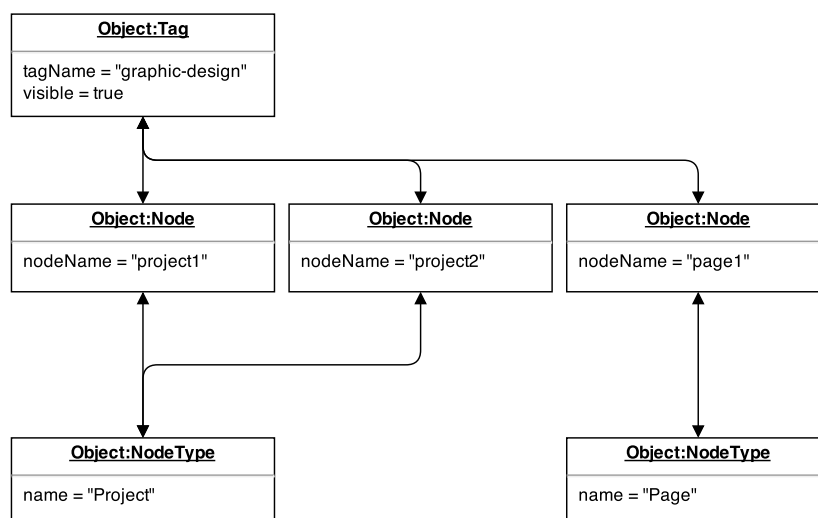 Object:Tag
tagName = "graphic-design"
visible = true
Object:Node
nodeName = "project1"
Object:Node
nodeName = "project2"
Object:Node
nodeName = "page1"
Object:NodeType
name = "Project"
Object:NodeType
name = "Page"